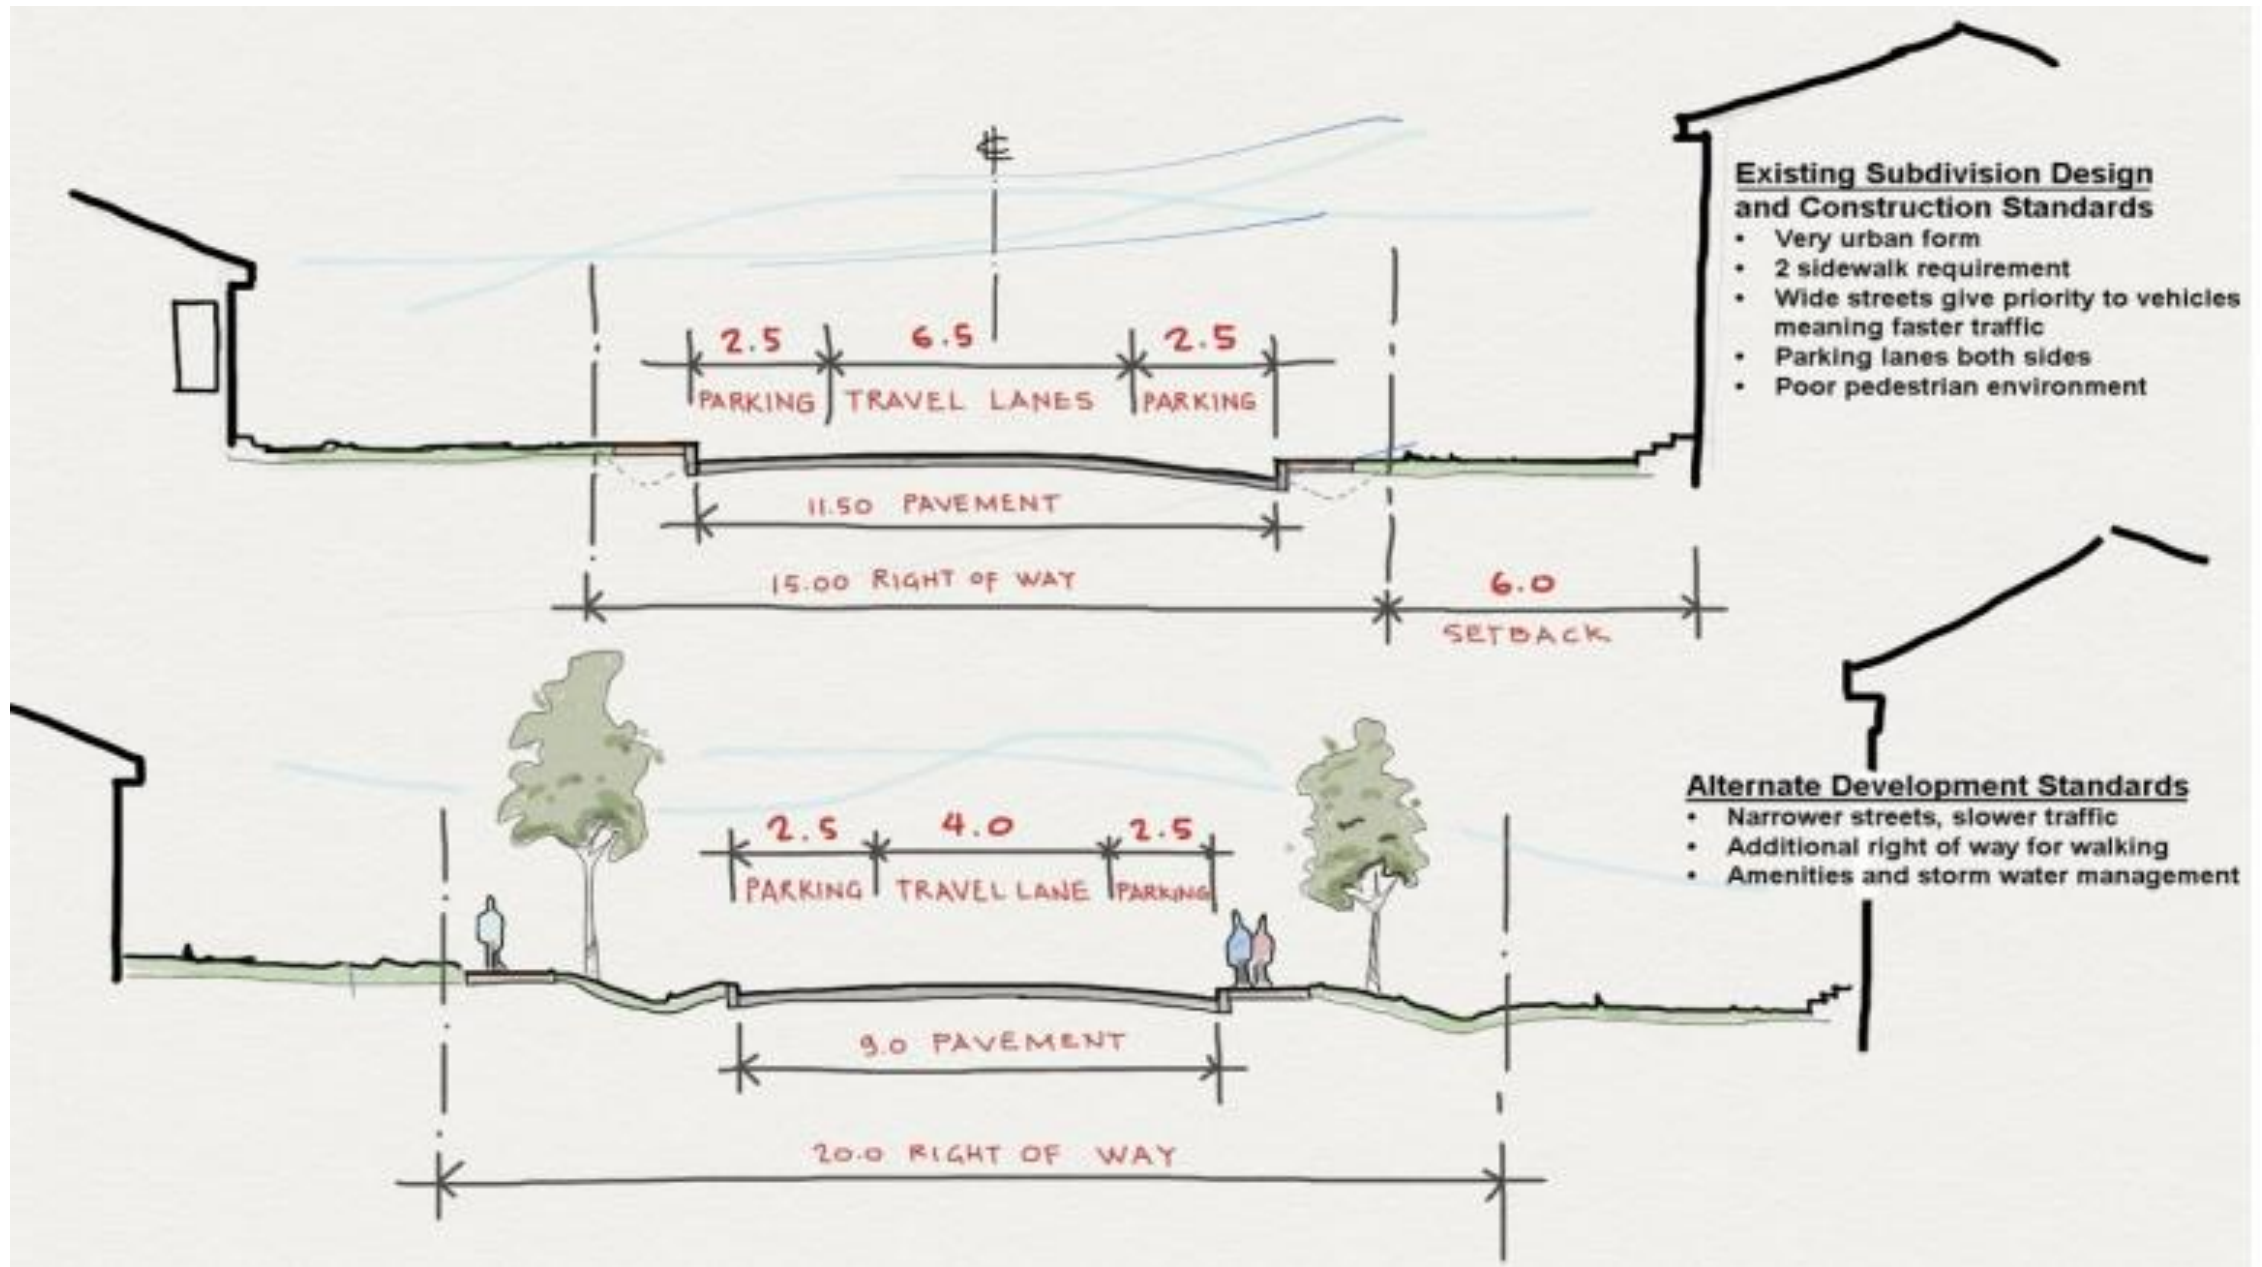 Existing Subdivision Design
and Construction Standards
• Very urban form
• 2 sidewalk requirement
• Wide streets give priority to vehicles
meaning faster traffic
• Parking lanes both sides
• Poor pedestrian environment
℄
2.5 6.5 2.5
PARKING TRAVEL LANES PARKING
11.50 PAVEMENT
15.00 RIGHT OF WAY
6.0
SETBACK
Alternate Development Standards
• Narrower streets, slower traffic
• Additional right of way for walking
• Amenities and storm water management
2.5 4.0 2.5
PARKING TRAVEL LANE PARKING
9.0 PAVEMENT
20.0 RIGHT OF WAY